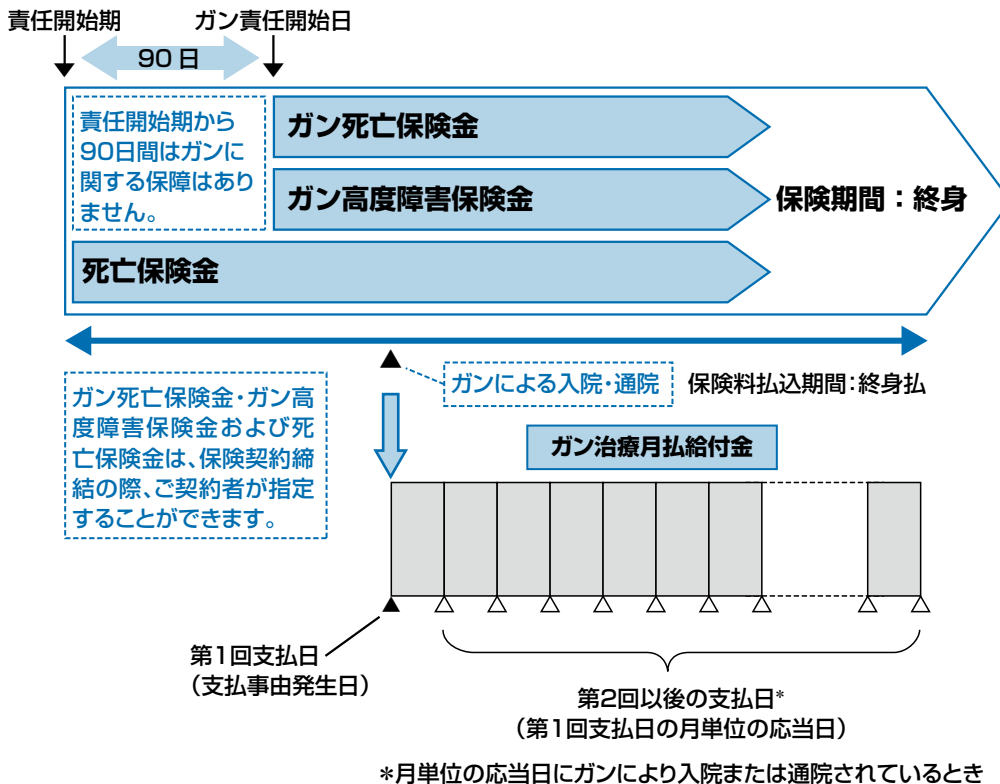 責任開始期
ガン責任開始日
90日
責任開始期から
90日間はガンに
関する保障はあり
ません。
ガン死亡保険金
ガン高度障害保険金
保険期間：終身
死亡保険金
ガンによる入院・通院
保険料払込期間：終身払
ガン死亡保険金・ガン高
度障害保険金および死
亡保険金は、保険契約締
結の際、ご契約者が指定
することができます。
ガン治療月払給付金
第1回支払日
（支払事由発生日）
第2回以後の支払日*
（第1回支払日の月単位の応当日）
*月単位の応当日にガンにより入院または通院されているとき